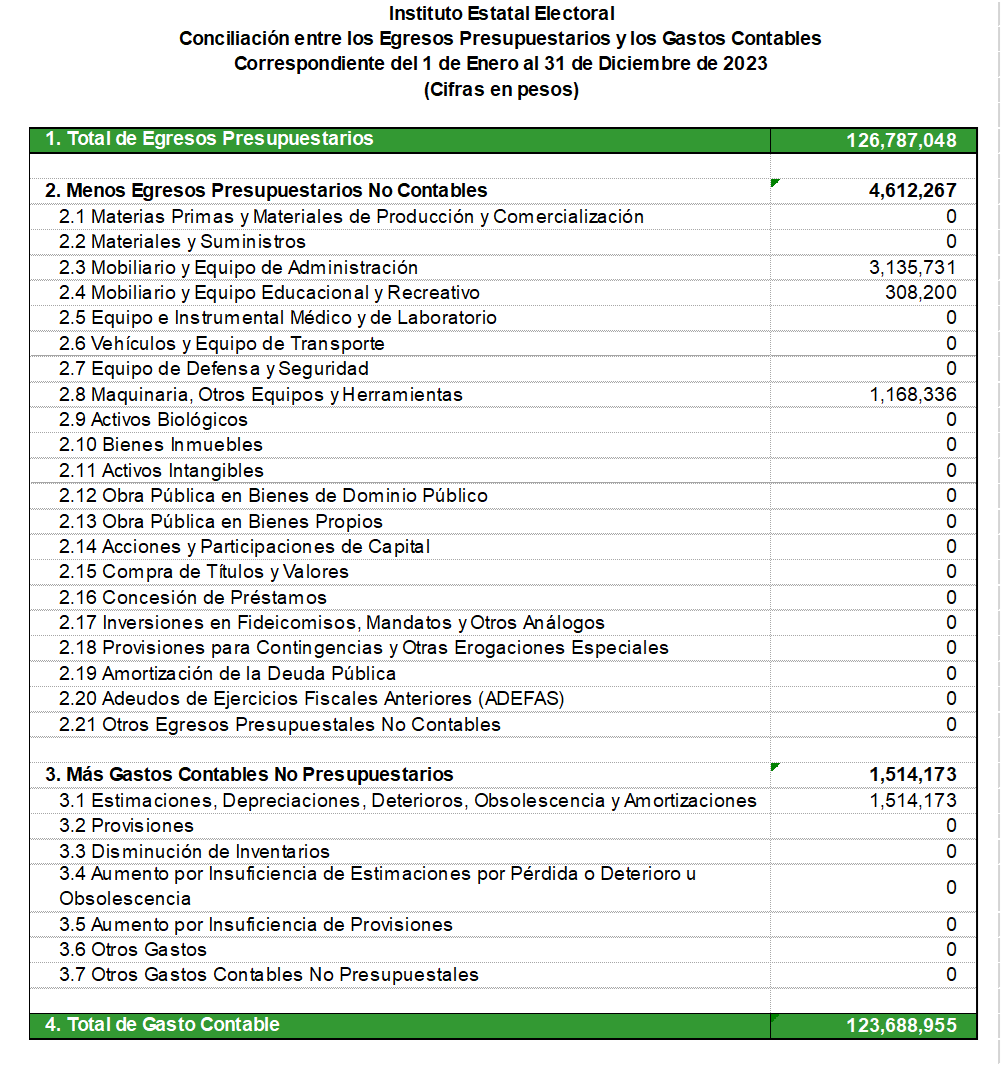 Instituto Estatal Electoral
Conciliación entre los Egresos Presupuestarios y los Gastos Contables
Correspondiente del 1 de Enero al 31 de Diciembre de 2023
(Cifras en pesos)
1. Total de Egresos Presupuestarios 126,787,048
2. Menos Egresos Presupuestarios No Contables 4,612,267
2.1 Materias Primas y Materiales de Producción y Comercialización 0
2.2 Materiales y Suministros 0
2.3 Mobiliario y Equipo de Administración 3,135,731
2.4 Mobiliario y Equipo Educacional y Recreativo 308,200
2.5 Equipo e Instrumental Médico y de Laboratorio 0
2.6 Vehículos y Equipo de Transporte 0
2.7 Equipo de Defensa y Seguridad 0
2.8 Maquinaria, Otros Equipos y Herramientas 1,168,336
2.9 Activos Biológicos 0
2.10 Bienes Inmuebles 0
2.11 Activos Intangibles 0
2.12 Obra Pública en Bienes de Dominio Público 0
2.13 Obra Pública en Bienes Propios 0
2.14 Acciones y Participaciones de Capital 0
2.15 Compra de Títulos y Valores 0
2.16 Concesión de Préstamos 0
2.17 Inversiones en Fideicomisos, Mandatos y Otros Análogos 0
2.18 Provisiones para Contingencias y Otras Erogaciones Especiales 0
2.19 Amortización de la Deuda Pública 0
2.20 Adeudos de Ejercicios Fiscales Anteriores (ADEFAS) 0
2.21 Otros Egresos Presupuestales No Contables 0
3. Más Gastos Contables No Presupuestarios 1,514,173
3.1 Estimaciones, Depreciaciones, Deterioros, Obsolescencia y Amortizaciones 1,514,173
3.2 Provisiones 0
3.3 Disminución de Inventarios 0
3.4 Aumento por Insuficiencia de Estimaciones por Pérdida o Deterioro u
Obsolescencia 0
3.5 Aumento por Insuficiencia de Provisiones 0
3.6 Otros Gastos 0
3.7 Otros Gastos Contables No Presupuestales 0
4. Total de Gasto Contable 123,688,955